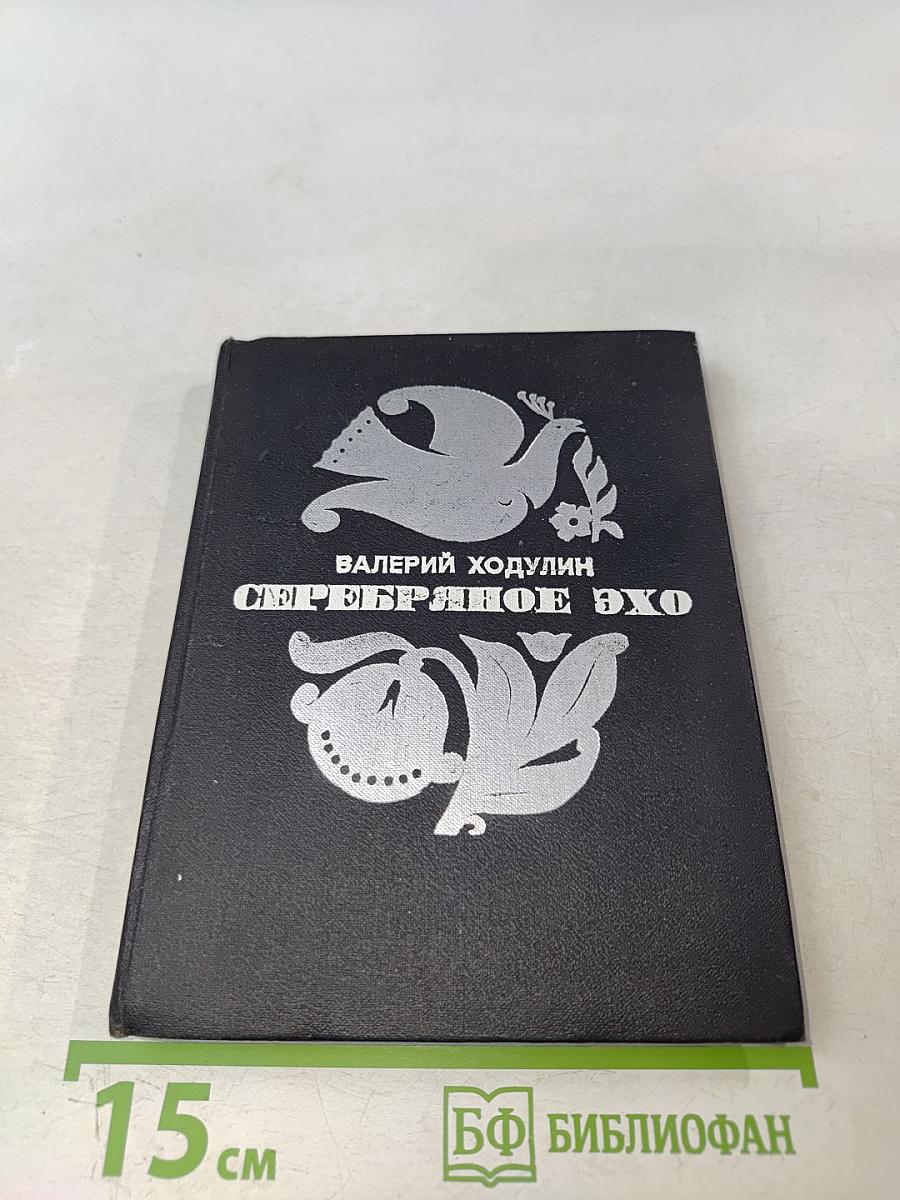 ВАЛЕРИЙ ХОДУЛИН
СЕРЕБРЯНОЕ ЭХО
15 см
БФ БИБЛИОФАН